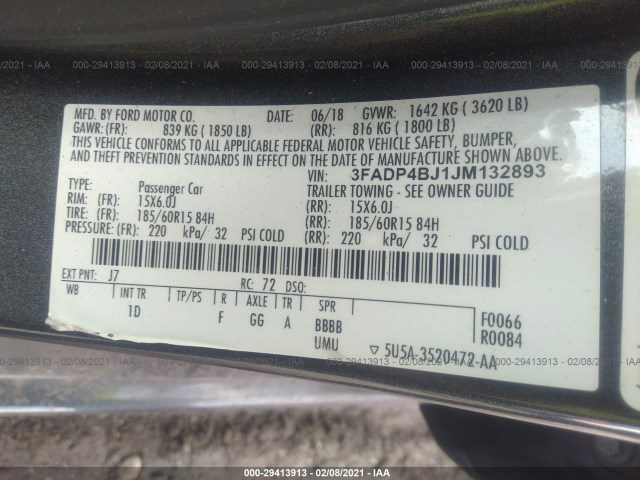 000-29413913 - 02/08/2021 - IAA
MFD. BY FORD MOTOR CO. DATE: 06/18 GVWR: 1642 KG ( 3620 LB)
GAWR: (FR): 839 KG ( 1850 LB) (RR): 816 KG ( 1800 LB)
THIS VEHICLE CONFORMS TO ALL APPLICABLE FEDERAL MOTOR VEHICLE SAFETY, BUMPER,
AND THEFT PREVENTION STANDARDS IN EFFECT ON THE DATE OF MANUFACTURE SHOWN ABOVE.
VIN: 3FADP4BJ1JM132893
TYPE: Passenger Car TRAILER TOWING - SEE OWNER GUIDE
RIM: (FR): 15X6.0J (RR): 15X6.0J
TIRE: (FR): 185/60R15 84H (RR): 185/60R15 84H
PRESSURE: (FR): 220 kPa/ 32 PSI COLD (RR): 220 kPa/ 32 PSI COLD
EXT PNT: J7 RC: 72 DSO:
WB INT TR TP/PS R AXLE TR SPR
1D F GG A BBBB
UMU
F0066
R0084
▽ 5U5A-3520472-AA
000-29413913 - 02/08/2021 - IAA